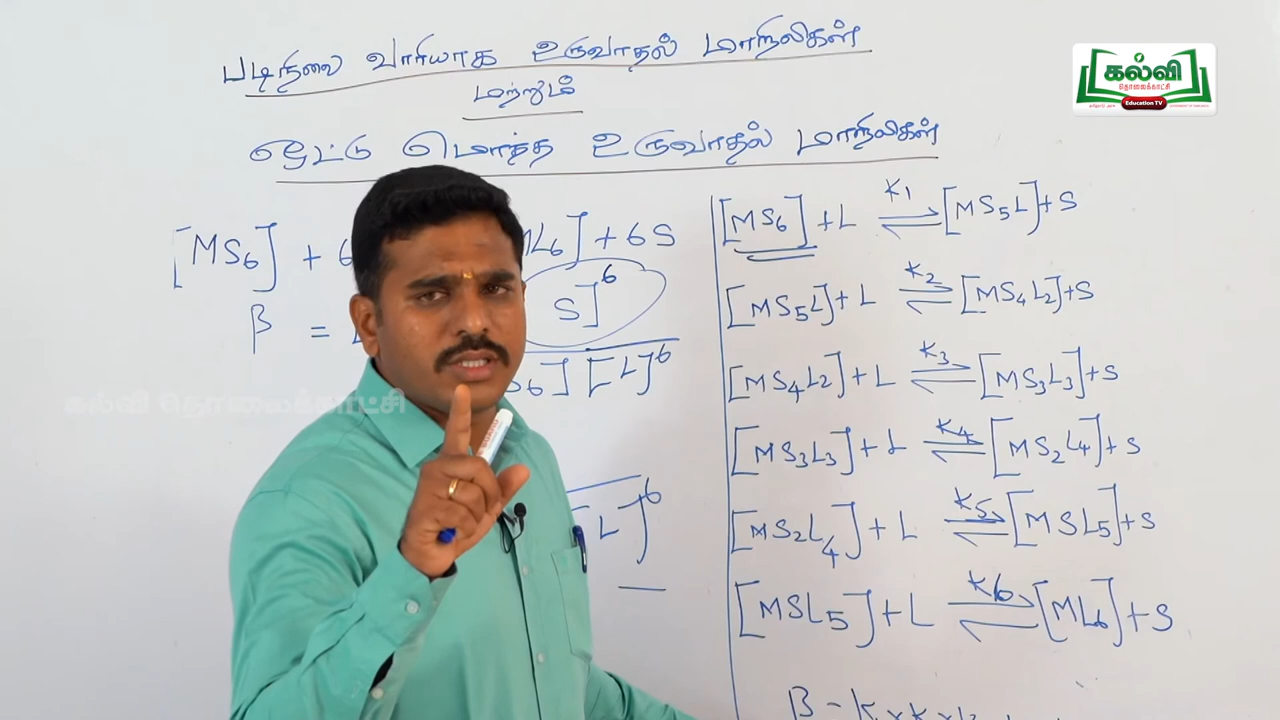 படிநிலை வாரியாக உருவாதல் மாறிலிகள்
மற்றும்
ஒட்டு மொத்த உருவாதல் மாறிலிகள்
கல்வி
தொலைக்காட்சி
Education TV
[MS₆] + 6
L₆] + 6S
β =
S]⁶
S₆] [L]⁶
L]⁶
கல்வி தொலைக்காட்சி
[MS₆] + L ⇌ K1 [MS₅L] + S
[MS₅L] + L ⇌ K2 [MS₄L₂] + S
[MS₄L₂] + L ⇌ K3 [MS₃L₃] + S
[MS₃L₃] + L ⇌ K4 [MS₂L₄] + S
[MS₂L₄] + L ⇌ K5 [MSL₅] + S
[MSL₅] + L ⇌ K6 [ML₆] + S
β = K × K ×